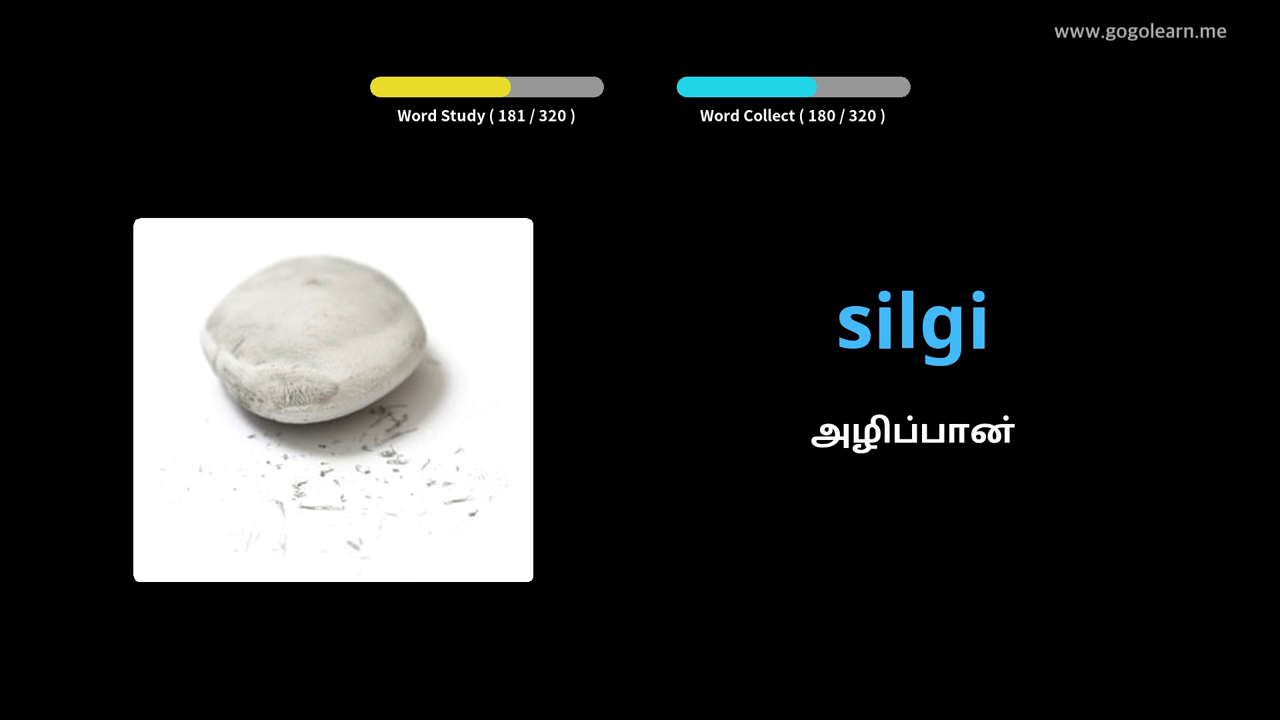 www.gogolearn.me
Word Study ( 181 / 320 )
Word Collect ( 180 / 320 )
silgi
அழிப்பான்